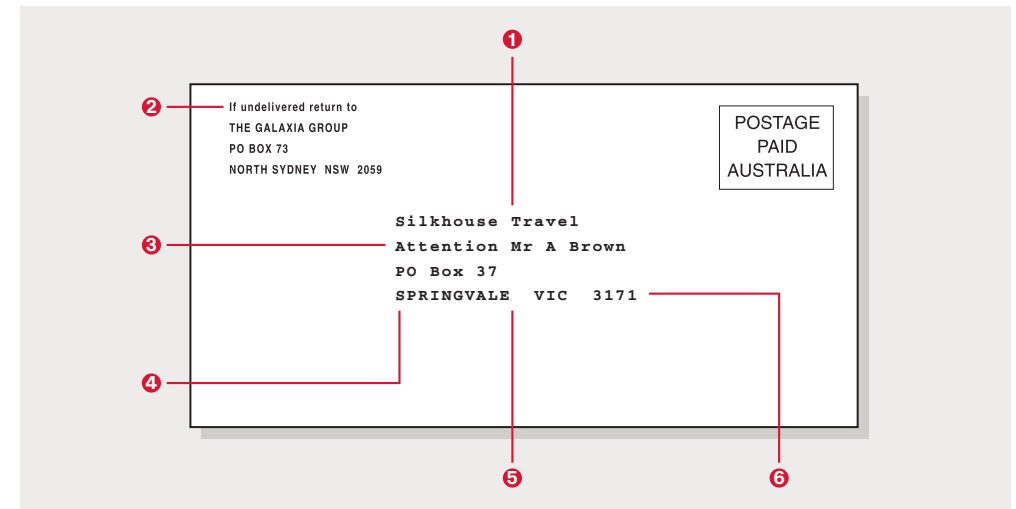 1
2
If undelivered return to
THE GALAXIA GROUP
PO BOX 73
NORTH SYDNEY NSW 2059
POSTAGE
PAID
AUSTRALIA
Silkhouse Travel
3
Attention Mr A Brown
PO Box 37
SPRINGVALE VIC 3171
4
5
6